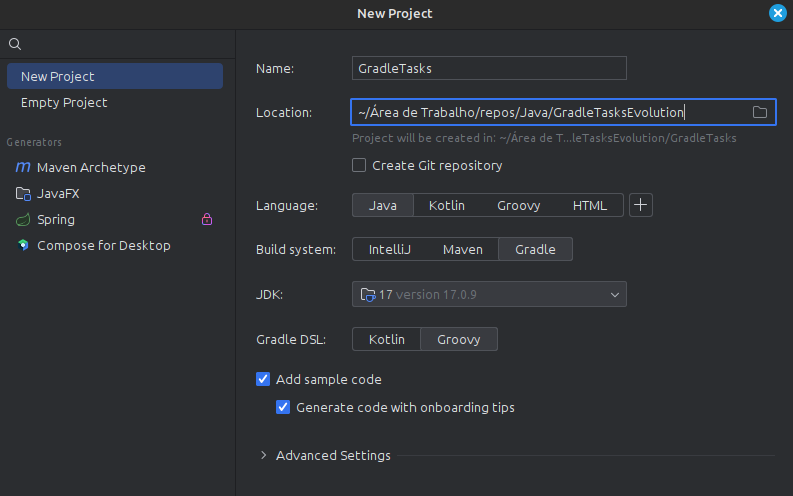 New Project
New Project
Empty Project
Generators
Maven Archetype
JavaFX
Spring
Compose for Desktop
Name: GradleTasks
Location: ~/Área de Trabalho/repos/Java/GradleTasksEvolution
Project will be created in: ~/Área de T...leTasksEvolution/GradleTasks
Create Git repository
Language: Java Kotlin Groovy HTML
Build system: IntelliJ Maven Gradle
JDK: 17 version 17.0.9
Gradle DSL: Kotlin Groovy
Add sample code
Generate code with onboarding tips
Advanced Settings